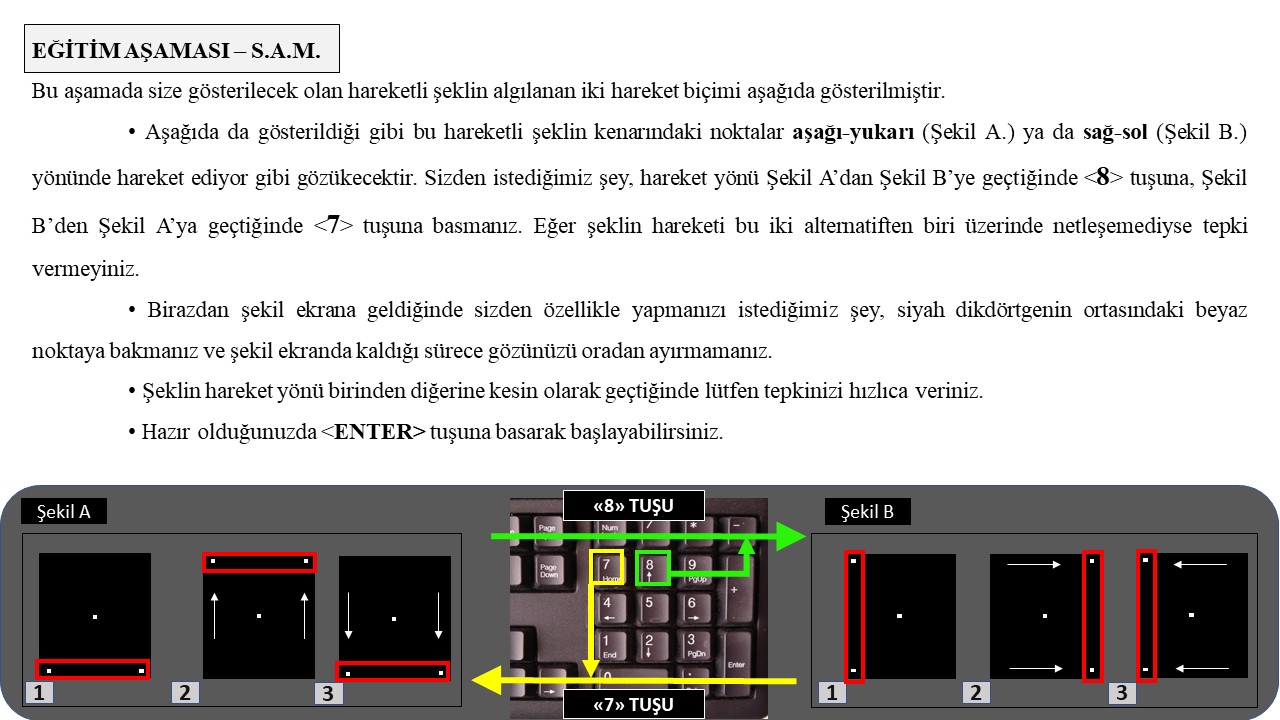 EĞİTİM AŞAMASI – S.A.M.
Bu aşamada size gösterilecek olan hareketli şeklin algılanan iki hareket biçimi aşağıda gösterilmiştir.
• Aşağıda da gösterildiği gibi bu hareketli şeklin kenarındaki noktalar aşağı-yukarı (Şekil A.) ya da sağ-sol (Şekil B.)
yönünde hareket ediyor gibi gözükecektir. Sizden istediğimiz şey, hareket yönü Şekil A’dan Şekil B’ye geçtiğinde <8> tuşuna, Şekil
B’den Şekil A’ya geçtiğinde <7> tuşuna basmanız. Eğer şeklin hareketi bu iki alternatiften biri üzerinde netleşemediyse tepki
vermeyiniz.
• Birazdan şekil ekrana geldiğinde sizden özellikle yapmanızı istediğimiz şey, siyah dikdörtgenin ortasındaki beyaz
noktaya bakmanız ve şekil ekranda kaldığı sürece gözünüzü oradan ayırmamanız.
• Şeklin hareket yönü birinden diğerine kesin olarak geçtiğinde lütfen tepkinizi hızlıca veriniz.
• Hazır olduğunuzda <ENTER> tuşuna basarak başlayabilirsiniz.
Şekil A
1
2
3
«8» TUŞU
Page
Num
/
*
-
Page
Down
7
Home
8
9
PgUp
+
4
5
6
1
End
2
3
PgDn
Enter
0
.
«7» TUŞU
Şekil B
1
2
3